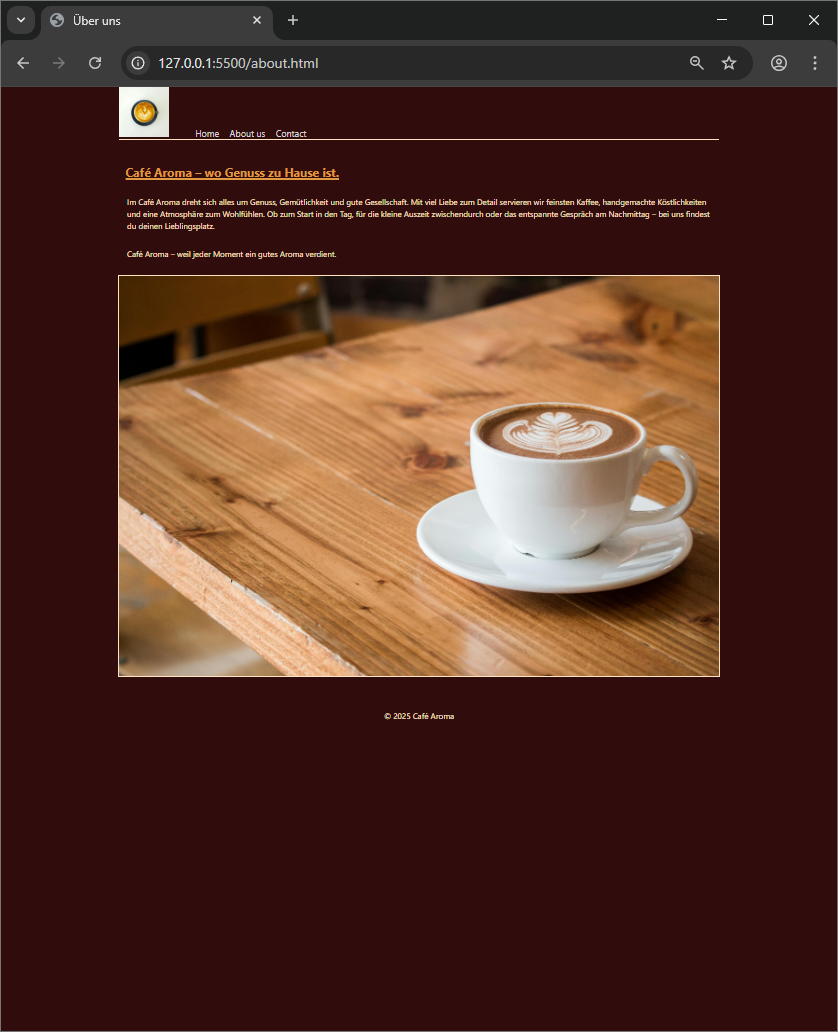 Über uns
127.0.0.1:5500/about.html
Home About us Contact
Café Aroma – wo Genuss zu Hause ist.
Im Café Aroma dreht sich alles um Genuss, Gemütlichkeit und gute Gesellschaft. Mit viel Liebe zum Detail servieren wir feinsten Kaffee, handgemachte Köstlichkeiten
und eine Atmosphäre zum Wohlfühlen. Ob zum Start in den Tag, für die kleine Auszeit zwischendurch oder das entspannte Gespräch am Nachmittag – bei uns findest
du deinen Lieblingsplatz.
Café Aroma – weil jeder Moment ein gutes Aroma verdient.
© 2025 Café Aroma